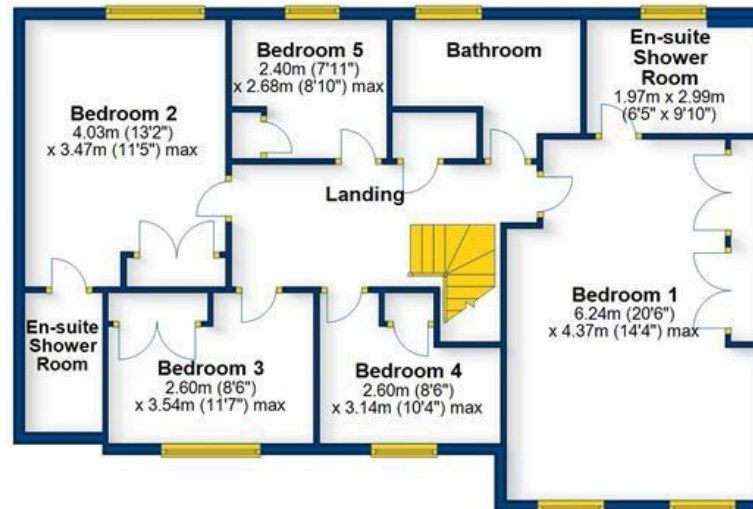 Bedroom 5
2.40m (7'11")
x 2.68m (8'10") max
Bathroom
En-suite
Shower
Room
1.97m x 2.99m
(6'5" x 9'10")
Bedroom 2
4.03m (13'2")
x 3.47m (11'5") max
Landing
Bedroom 1
6.24m (20'6")
x 4.37m (14'4") max
En-suite
Shower
Room
Bedroom 3
2.60m (8'6")
x 3.54m (11'7") max
Bedroom 4
2.60m (8'6")
x 3.14m (10'4") max